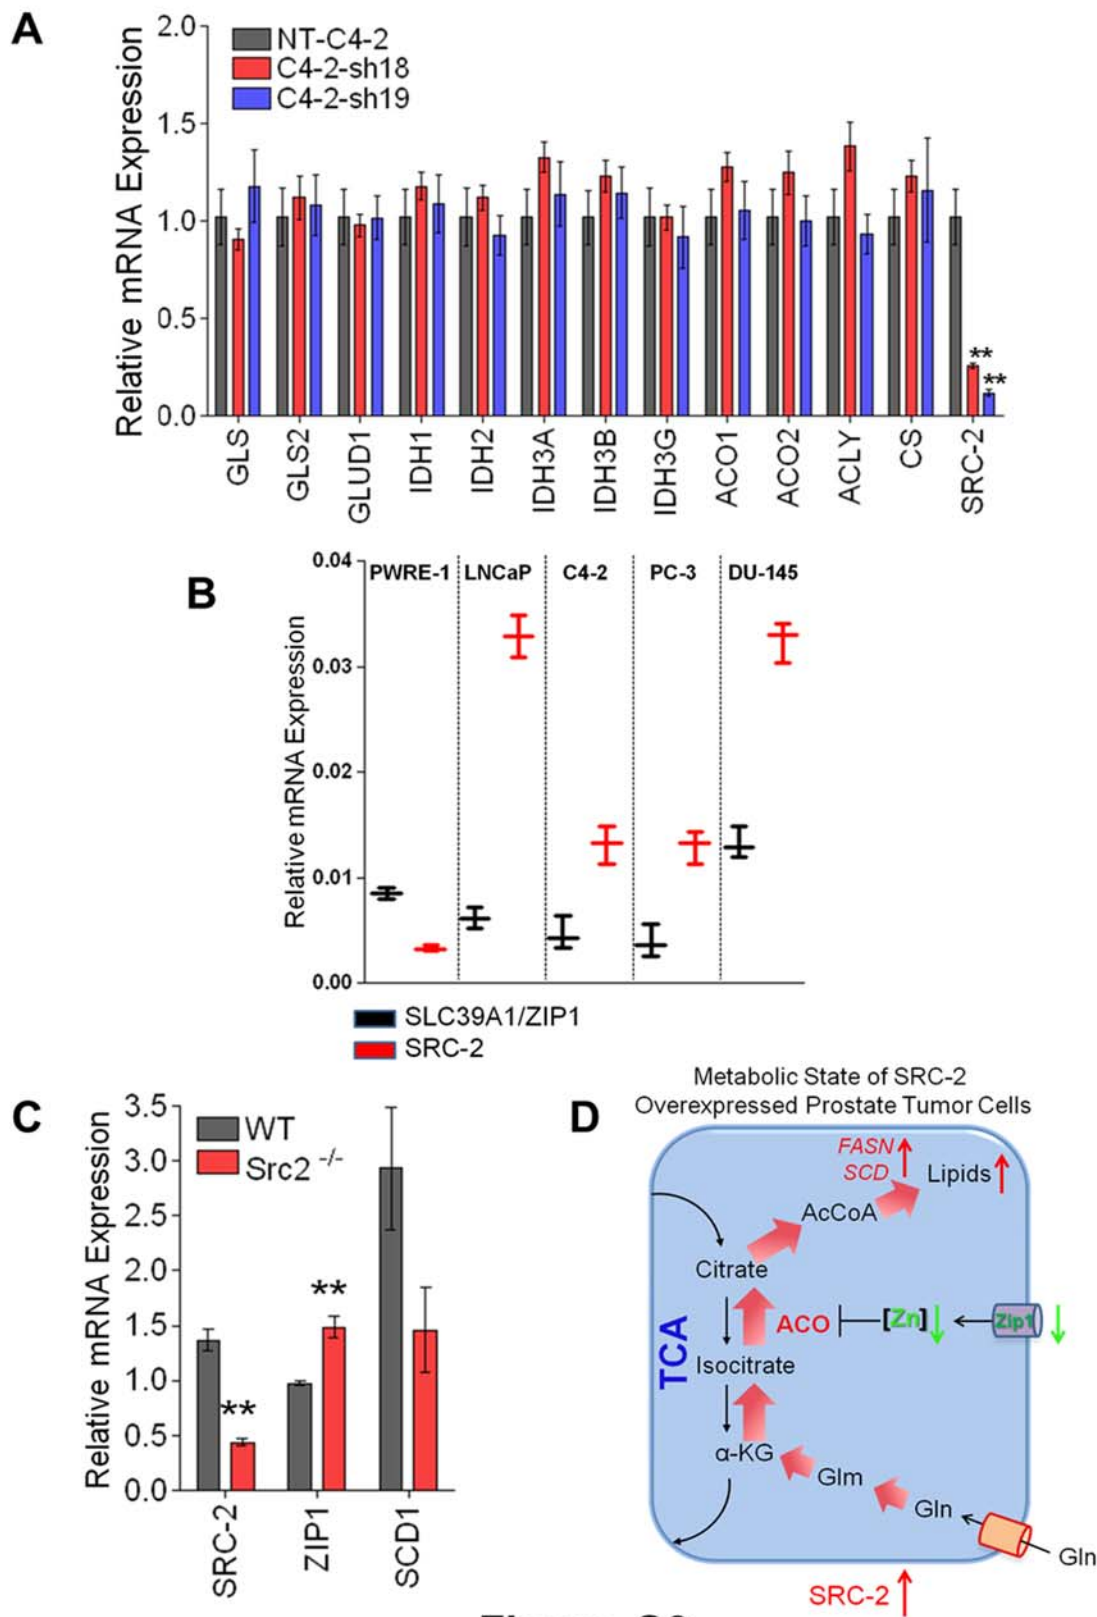 A
Relative mRNA Expression
2.0
1.5
1.0
0.5
0.0
NT-C4-2
C4-2-sh18
C4-2-sh19
**
**
GLS
GLS2
GLUD1
IDH1
IDH2
IDH3A
IDH3B
IDH3G
ACO1
ACO2
ACLY
CS
SRC-2
B
Relative mRNA Expression
0.04
0.03
0.02
0.01
0.00
PWRE-1
LNCaP
C4-2
PC-3
DU-145
SLC39A1/ZIP1
SRC-2
C
Relative mRNA Expression
3.5
3.0
2.5
2.0
1.5
1.0
0.5
0.0
WT
Src2 -/-
**
**
SRC-2
ZIP1
SCD1
D
Metabolic State of SRC-2
Overexpressed Prostate Tumor Cells
FASN
SCD
Lipids
AcCoA
Citrate
ACO
[Zn]
Zip1
TCA
Isocitrate
α-KG
Glm
Gln
Gln
SRC-2